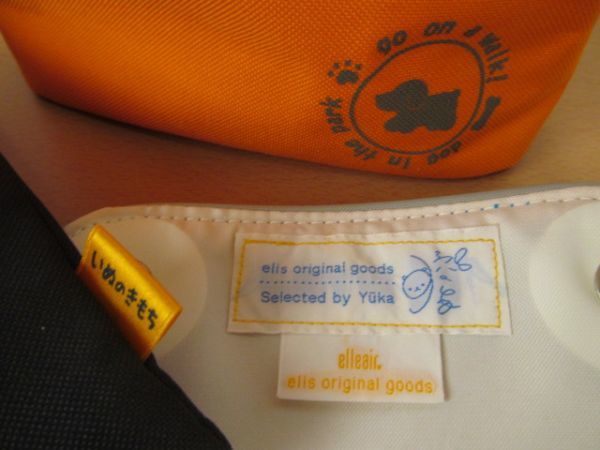 Go on a Walk!
dog in the park
いぬのきもち
elis original goods
Selected by Yūka
elleair.
elis original goods